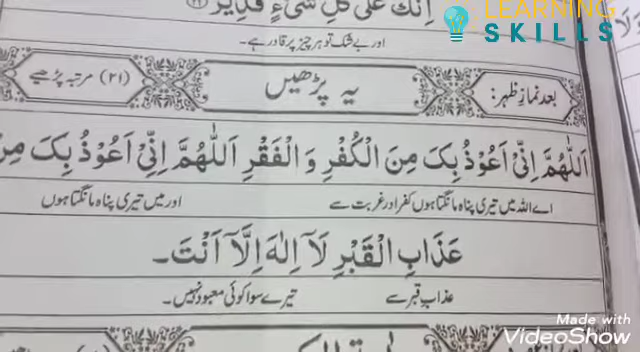 اِنَّكَ عَلٰى كُلِّ شَىْءٍ قَدِيْرٌ
LEARNING
SKILLS
اور بے شک تو ہر چیز پر قادر ہے۔
بعد نمازِ ظہر: یہ پڑھیں (۲۱) مرتبہ پڑھیے
اَللّٰهُمَّ اِنِّىْ اَعُوْذُ بِكَ مِنَ الْكُفْرِ وَ الْفَقْرِ اَللّٰهُمَّ اِنِّىْ اَعُوْذُ بِكَ مِنْ
اے اللہ میں تیری پناہ مانگتا ہوں کفر اور غربت سے اور میں تیری پناہ مانگتا ہوں
عَذَابِ الْقَبْرِ لَآ اِلٰهَ اِلَّآ اَنْتَ۔
عذابِ قبر سے تیرے سوا کوئی معبود نہیں۔
Made with
VideoShow